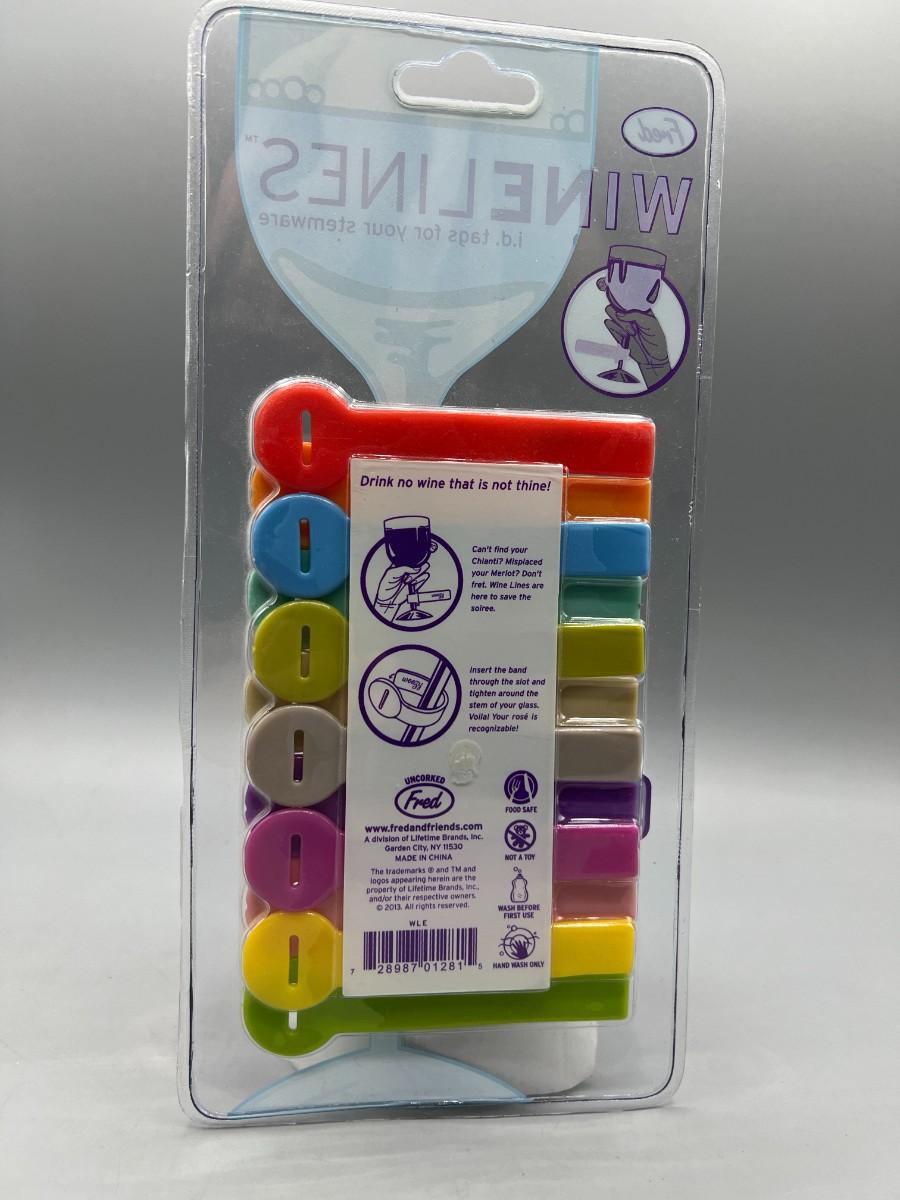 Fred
WINELINES™
i.d. tags for your stemware
Drink no wine that is not thine!
Can't find your
Chianti? Misplaced
your Merlot? Don't
fret. Wine Lines are
here to save the
soiree.
Insert the band
through the slot and
tighten around the
stem of your glass.
Voila! Your rosé is
recognizable!
UNCORKED
Fred
www.fredandfriends.com
A division of Lifetime Brands, Inc.
Garden City, NY 11530
MADE IN CHINA
The trademarks ® and TM and
logos appearing herein are the
property of Lifetime Brands, Inc.,
and/or their respective owners.
© 2013. All rights reserved.
WLE
7 28987 01281 5
FOOD SAFE
NOT A TOY
WASH BEFORE
FIRST USE
HAND WASH ONLY